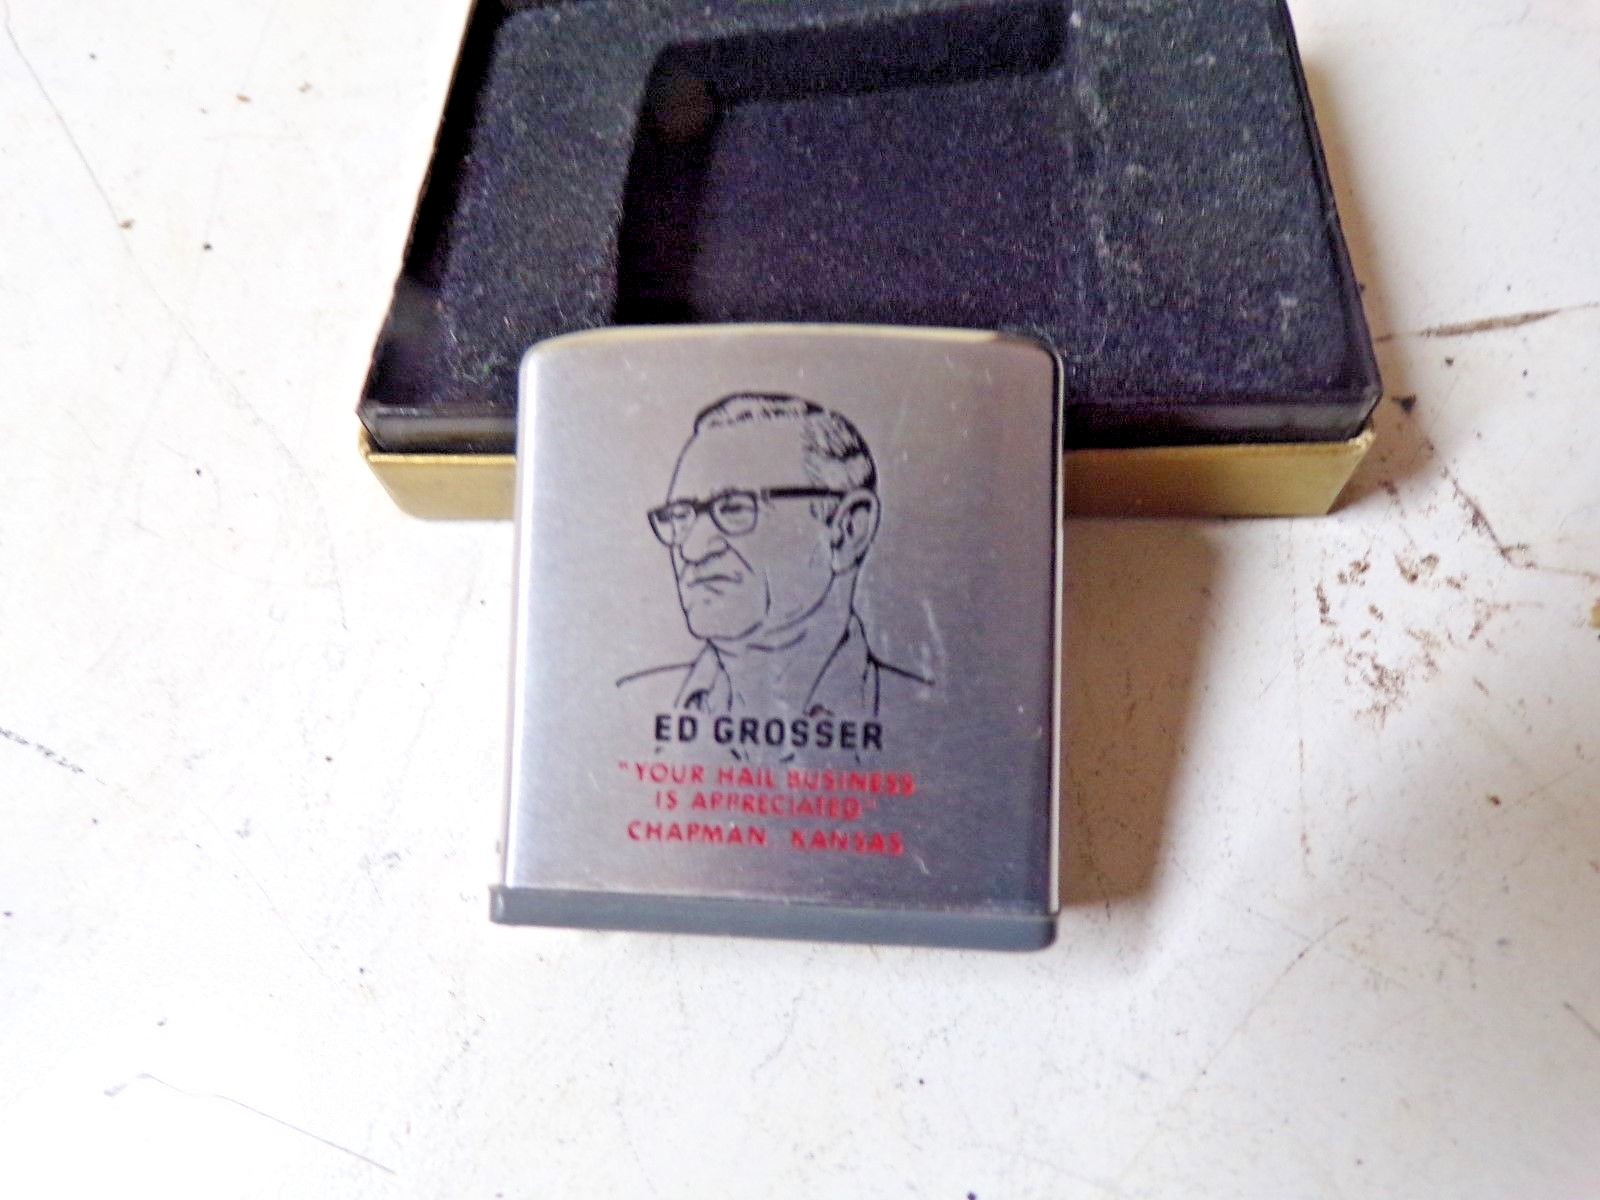 ED GROSSER
"YOUR HAIL BUSINESS
IS APPRECIATED"
CHAPMAN, KANSAS